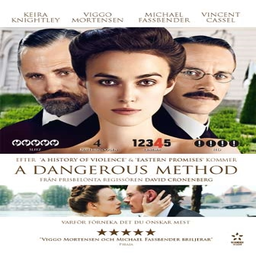 KEIRA KNIGHTLEY
VIGGO MORTENSEN
MICHAEL FASSBENDER
VINCENT CASSEL
12345
EFTER 'A HISTORY OF VIOLENCE' & 'EASTERN PROMISES' KOMMER
A DANGEROUS METHOD
FRÅN PRISBELÖNTA REGISSÖREN DAVID CRONENBERG
VARFÖR FÖRNEKA DET DU ÖNSKAR MEST
★★★★★
"VIGGO MORTENSEN OCH MICHAEL FASSBENDER BRILJERAR"